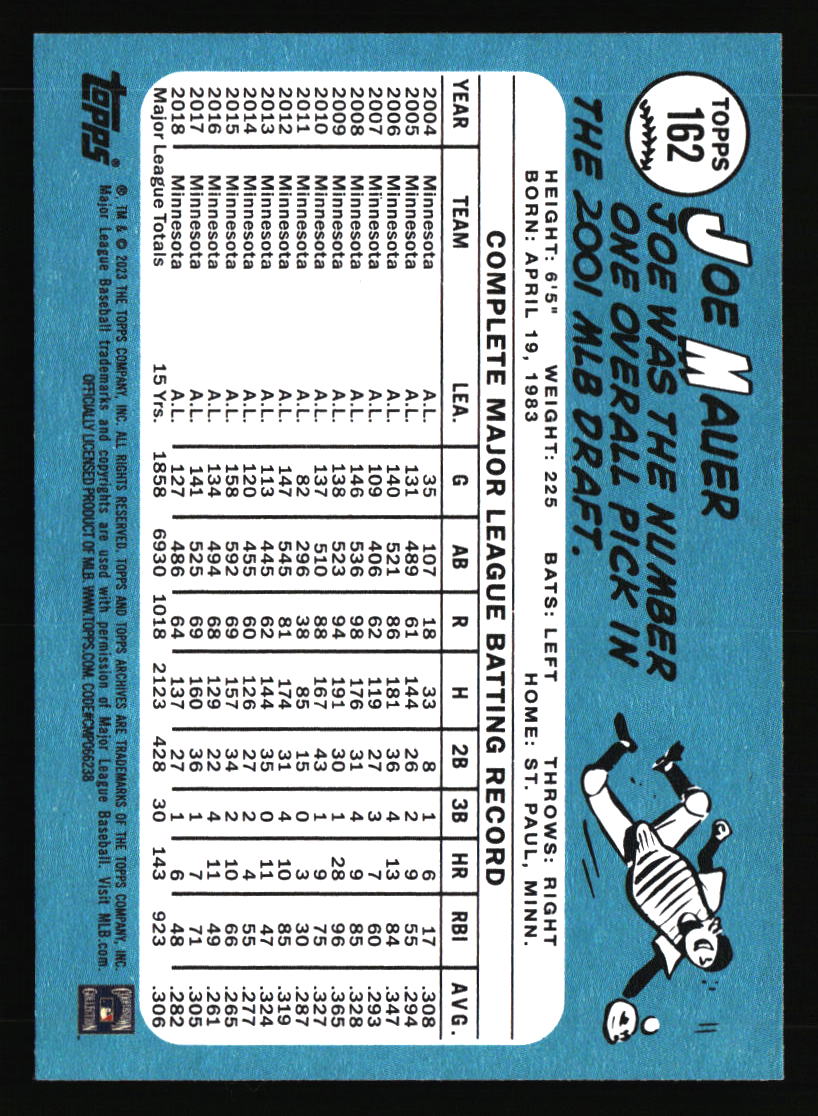 TOPPS
162
JOE MAUER
JOE WAS THE NUMBER
ONE OVERALL PICK IN
THE 2001 MLB DRAFT.
HEIGHT: 6'5" WEIGHT: 225 BATS: LEFT THROWS: RIGHT
BORN: APRIL 19, 1983 HOME: ST. PAUL, MINN.
COMPLETE MAJOR LEAGUE BATTING RECORD
YEAR TEAM LEA. G AB R H 2B 3B HR RBI AVG.
2004 Minnesota A.L. 35 107 18 33 8 1 6 17 .308
2005 Minnesota A.L. 131 489 61 144 26 2 9 55 .294
2006 Minnesota A.L. 140 521 86 181 36 4 13 84 .347
2007 Minnesota A.L. 109 406 62 119 27 3 7 60 .293
2008 Minnesota A.L. 146 536 98 176 31 4 9 85 .328
2009 Minnesota A.L. 138 523 94 191 30 1 28 96 .365
2010 Minnesota A.L. 137 510 88 167 43 1 9 75 .327
2011 Minnesota A.L. 82 296 38 85 15 0 3 30 .287
2012 Minnesota A.L. 147 545 81 174 31 4 10 85 .319
2013 Minnesota A.L. 113 445 62 144 35 0 11 47 .324
2014 Minnesota A.L. 120 455 60 126 27 2 4 55 .277
2015 Minnesota A.L. 158 592 69 157 34 2 10 66 .265
2016 Minnesota A.L. 134 494 68 129 22 4 11 49 .261
2017 Minnesota A.L. 141 525 69 160 36 1 7 71 .305
2018 Minnesota A.L. 127 486 64 137 27 1 6 48 .282
Major League Totals 15 Yrs. 1858 6930 1018 2123 428 30 143 923 .306
topps®
®, TM & © 2023 THE TOPPS COMPANY, INC. ALL RIGHTS RESERVED. TOPPS AND TOPPS ARCHIVES ARE TRADEMARKS OF THE TOPPS COMPANY, INC.
Major League Baseball trademarks and copyrights are used with permission of Major League Baseball. Visit MLB.com.
OFFICIALLY LICENSED PRODUCT OF MLB. WWW.TOPPS.COM. CODE#CMP066238
COOPERSTOWN
COLLECTION